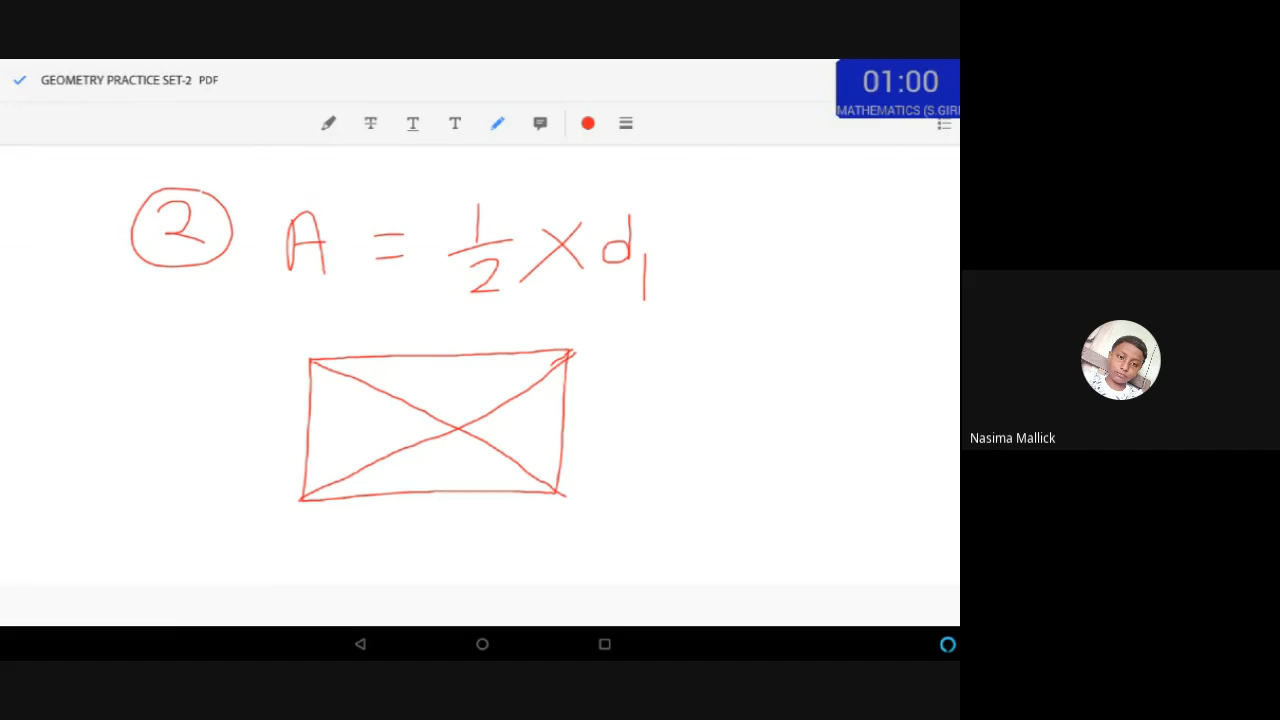 GEOMETRY PRACTICE SET-2 PDF
01:00
MATHEMATICS (S.GIRI
2 A = 1/2 X d1
Nasima Mallick